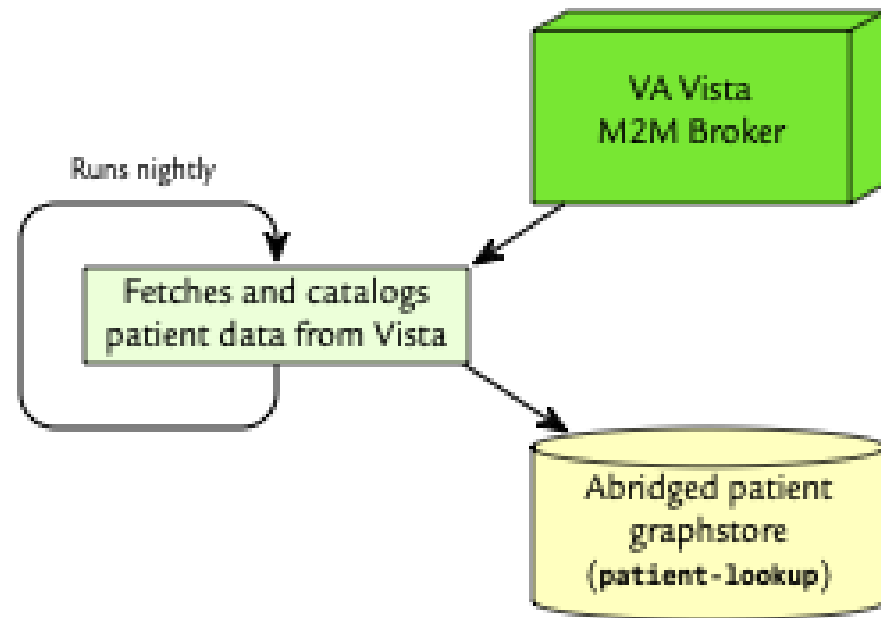 VA Vista
M2M Broker
Runs nightly
Fetches and catalogs
patient data from Vista
Abridged patient
graphstore
(patient-lookup)